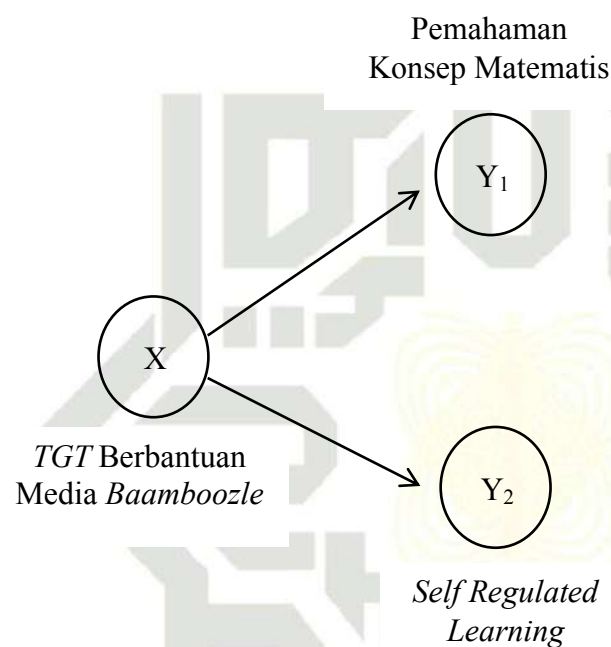 Pemahaman
Konsep Matematis
Y₁
X
TGT Berbantuan
Media Baamboozle
Y₂
Self Regulated
Learning